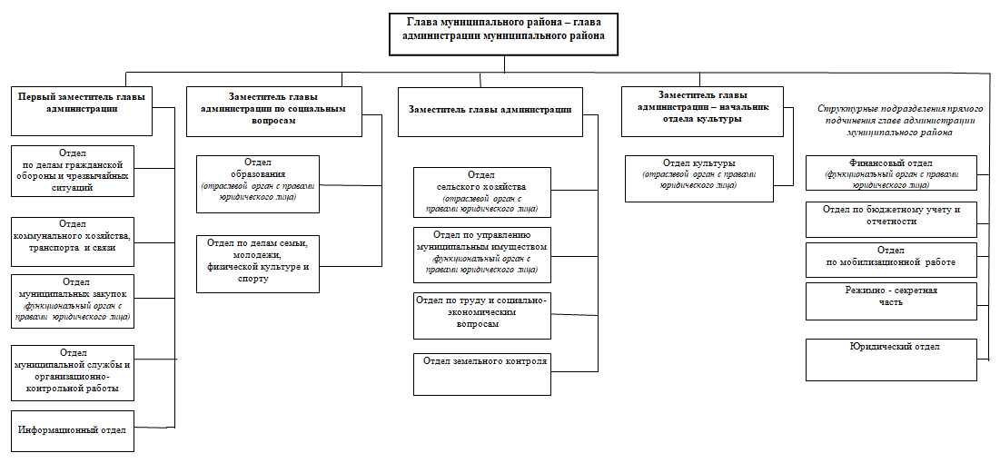 Глава муниципального района – глава
администрации муниципального района
Первый заместитель главы
администрации
Отдел
по делам гражданской
обороны и чрезвычайных
ситуаций
Отдел
коммунального хозяйства,
транспорта и связи
Отдел
муниципальных закупок
(функциональный орган с
правами юридического лица)
Отдел
муниципальной службы и
организационно-
контрольной работы
Информационный отдел
Заместитель главы
администрации по социальным
вопросам
Отдел
образования
(отраслевой орган с правами
юридического лица)
Отдел по делам семьи,
молодежи,
физической культуре и
спорту
Заместитель главы администрации
Отдел
сельского хозяйства
(отраслевой орган с
правами юридического лица)
Отдел по управлению
муниципальным имуществом
(функциональный орган с
правами юридического лица)
Отдел по труду и социально-
экономическим
вопросам
Отдел земельного контроля
Заместитель главы
администрации – начальник
отдела культуры
Отдел культуры
(отраслевой орган с правами
юридического лица)
Структурные подразделения прямого
подчинения главе администрации
муниципального района
Финансовый отдел
(функциональный орган с правами
юридического лица)
Отдел по бюджетному учету и
отчетности
Отдел
по мобилизационной работе
Режимно - секретная
часть
Юридический отдел